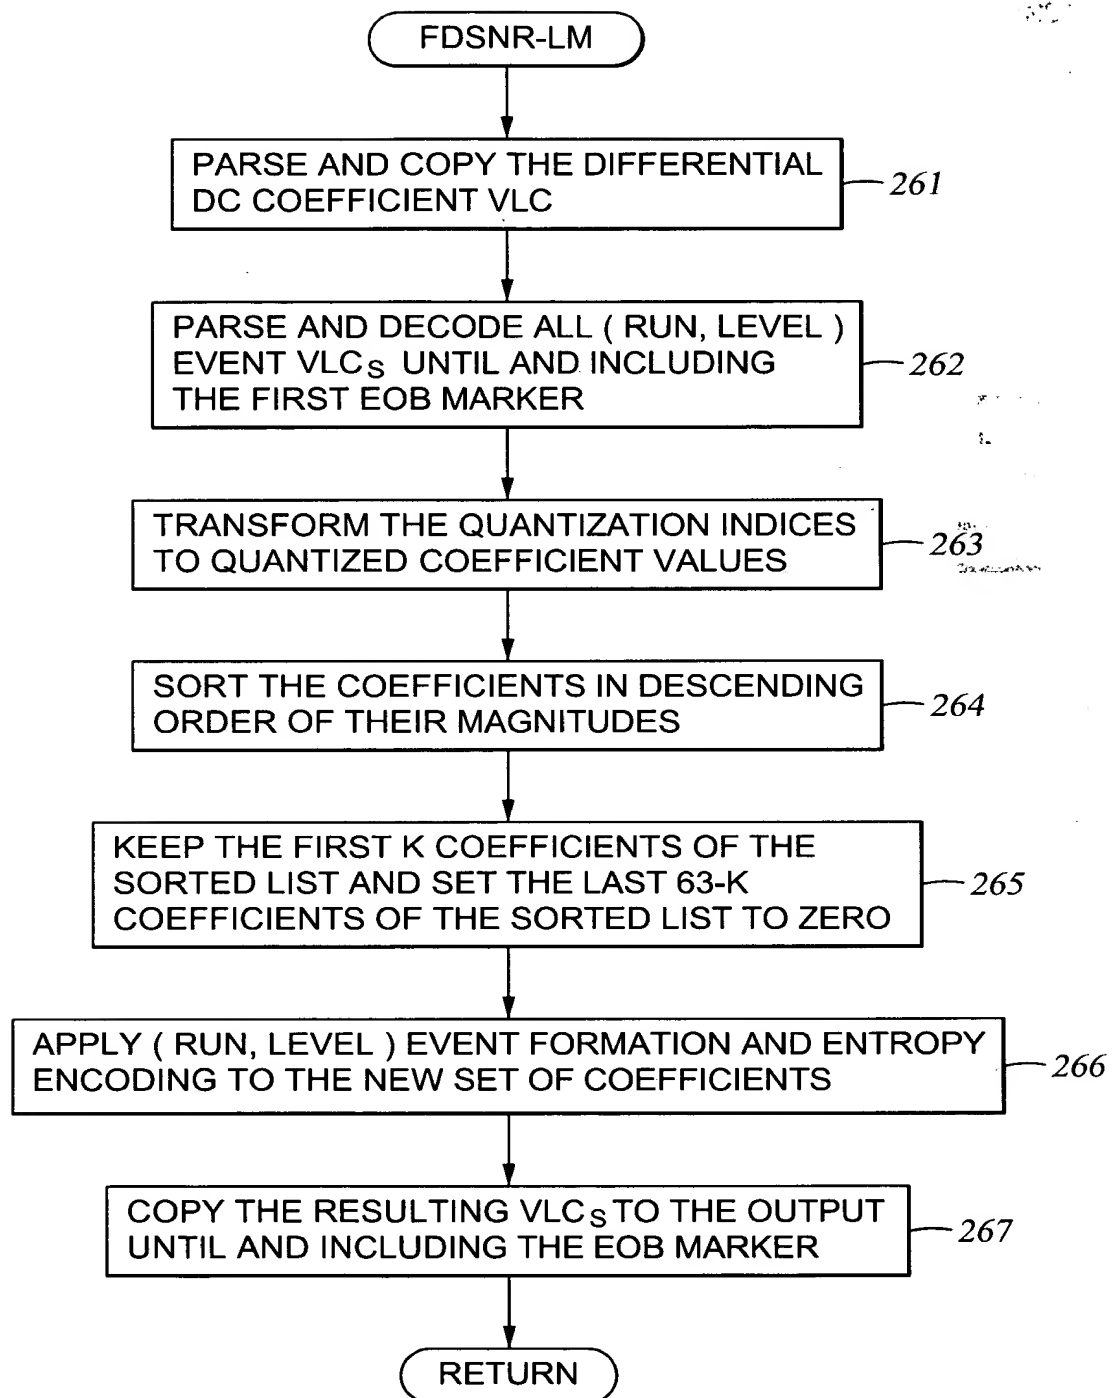 FDSNR-LM
PARSE AND COPY THE DIFFERENTIAL
DC COEFFICIENT VLC
261
PARSE AND DECODE ALL ( RUN, LEVEL )
EVENT VLCS UNTIL AND INCLUDING
THE FIRST EOB MARKER
262
TRANSFORM THE QUANTIZATION INDICES
TO QUANTIZED COEFFICIENT VALUES
263
SORT THE COEFFICIENTS IN DESCENDING
ORDER OF THEIR MAGNITUDES
264
KEEP THE FIRST K COEFFICIENTS OF THE
SORTED LIST AND SET THE LAST 63-K
COEFFICIENTS OF THE SORTED LIST TO ZERO
265
APPLY ( RUN, LEVEL ) EVENT FORMATION AND ENTROPY
ENCODING TO THE NEW SET OF COEFFICIENTS
266
COPY THE RESULTING VLCS TO THE OUTPUT
UNTIL AND INCLUDING THE EOB MARKER
267
RETURN